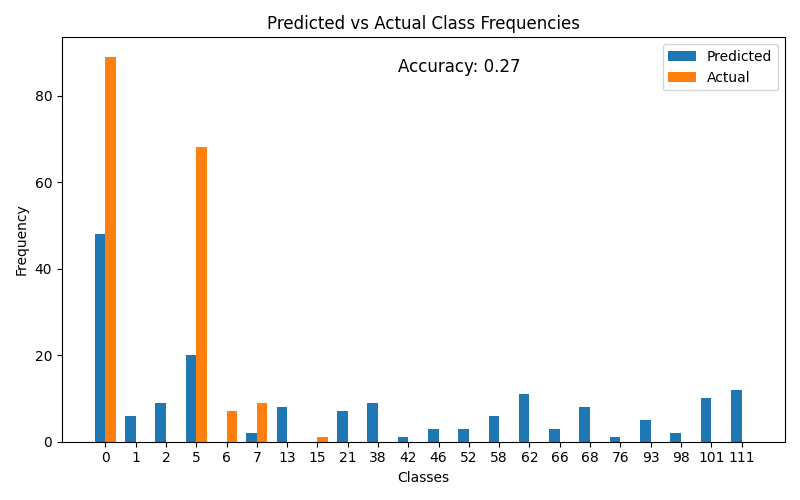 Predicted vs Actual Class Frequencies
Accuracy: 0.27
Predicted
Actual
Frequency
80
60
40
20
0
0 1 2 5 6 7 13 15 21 38 42 46 52 58 62 66 68 76 93 98 101 111
Classes